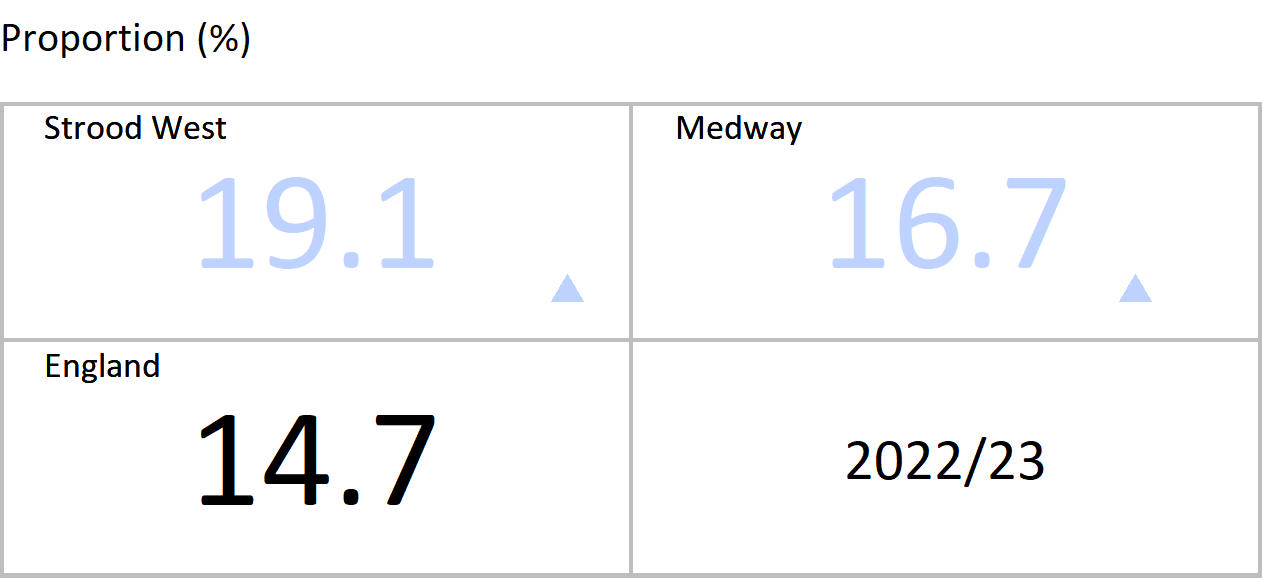 Proportion (%)
Strood West
Medway
19.1
16.7
England
14.7
2022/23